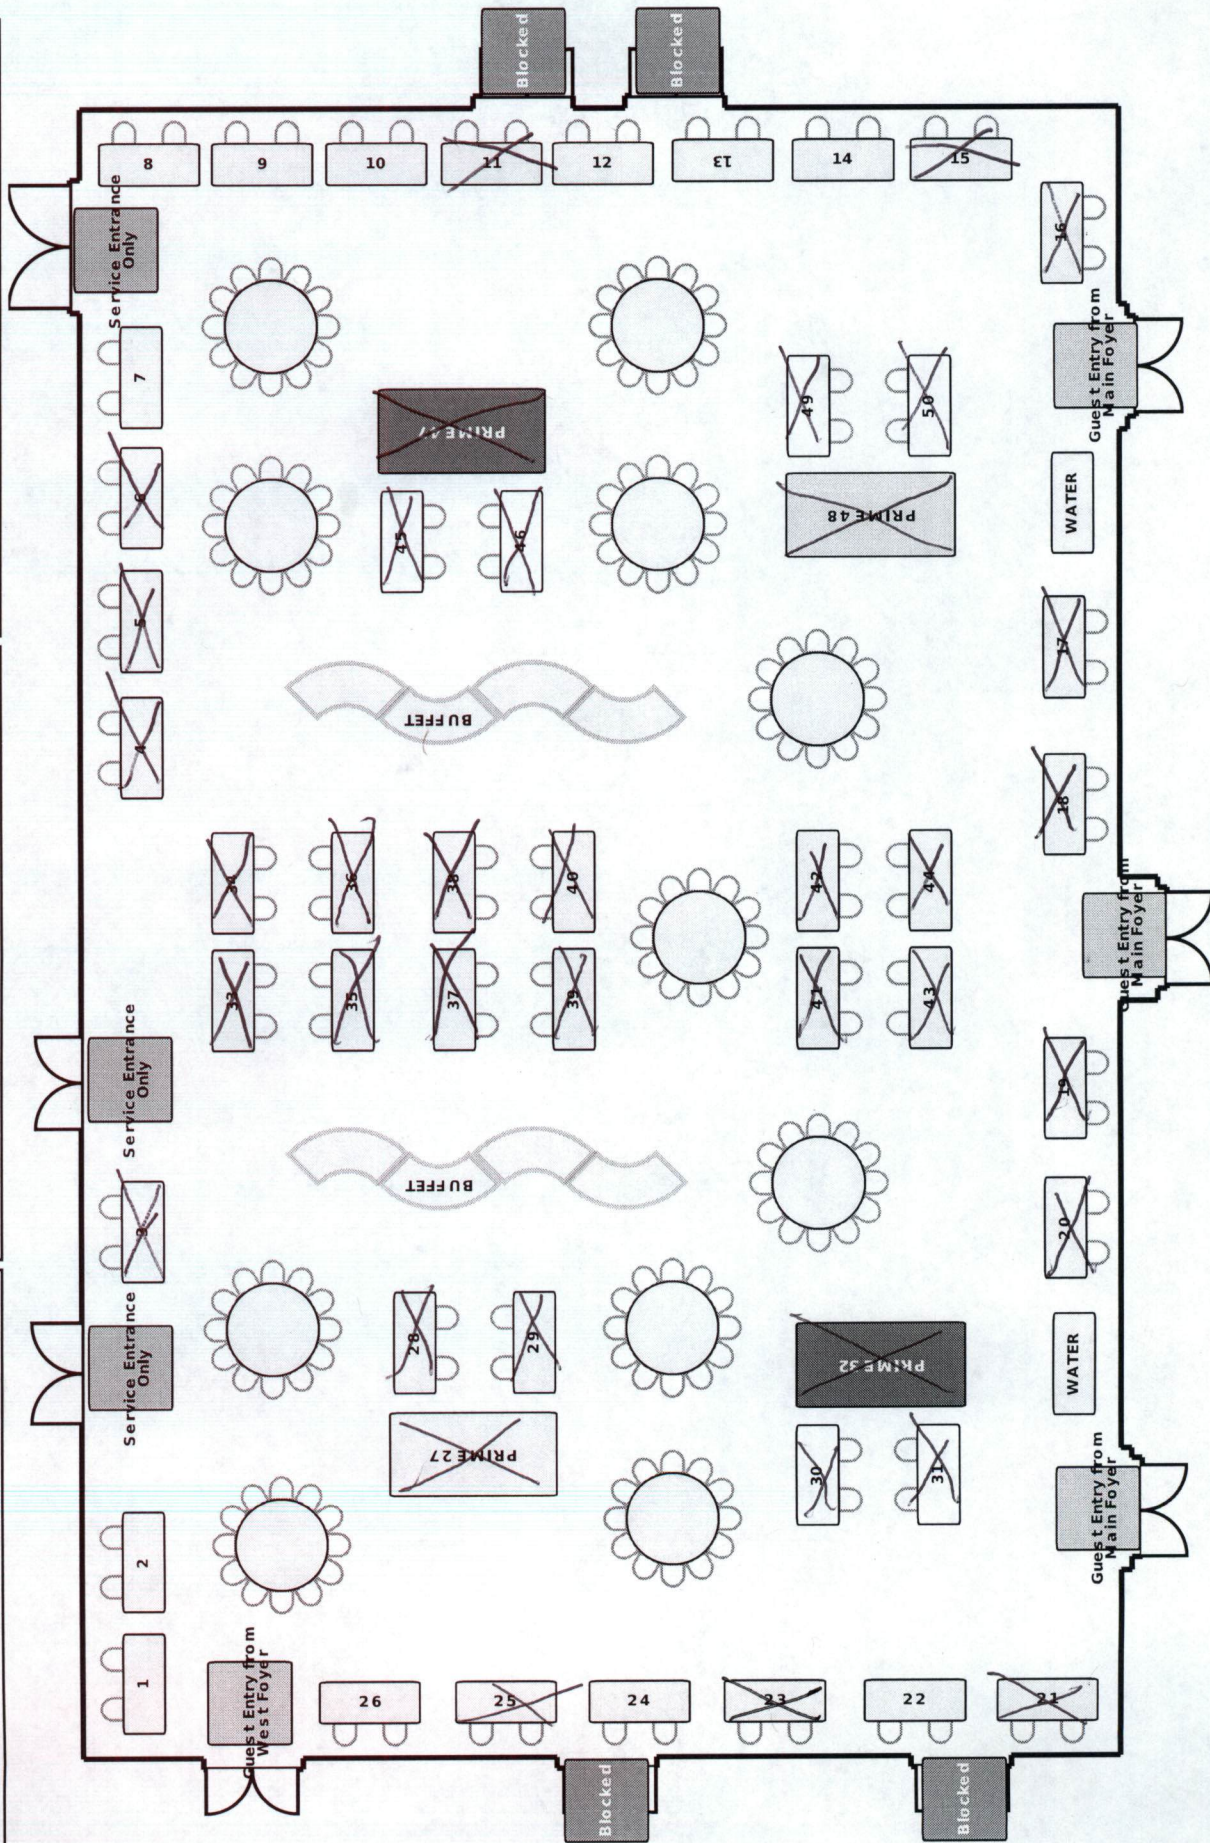 Blocked
Blocked
8
9
10
11
12
13
14
15
Service Entrance
Only
16
7
Guest Entry from
Main Foyer
49
50
PRIME 47
6
WATER
PRIME 48
45
46
5
17
4
BUFFET
18
34
36
38
40
42
44
Guest Entry from
Main Foyer
33
35
37
39
41
43
Service Entrance
Only
19
3
BUFFET
20
28
29
Service Entrance
Only
PRIME 32
WATER
PRIME 27
30
31
Guest Entry from
Main Foyer
2
1
Guest Entry from
West Foyer
26
25
24
23
22
21
Blocked
Blocked